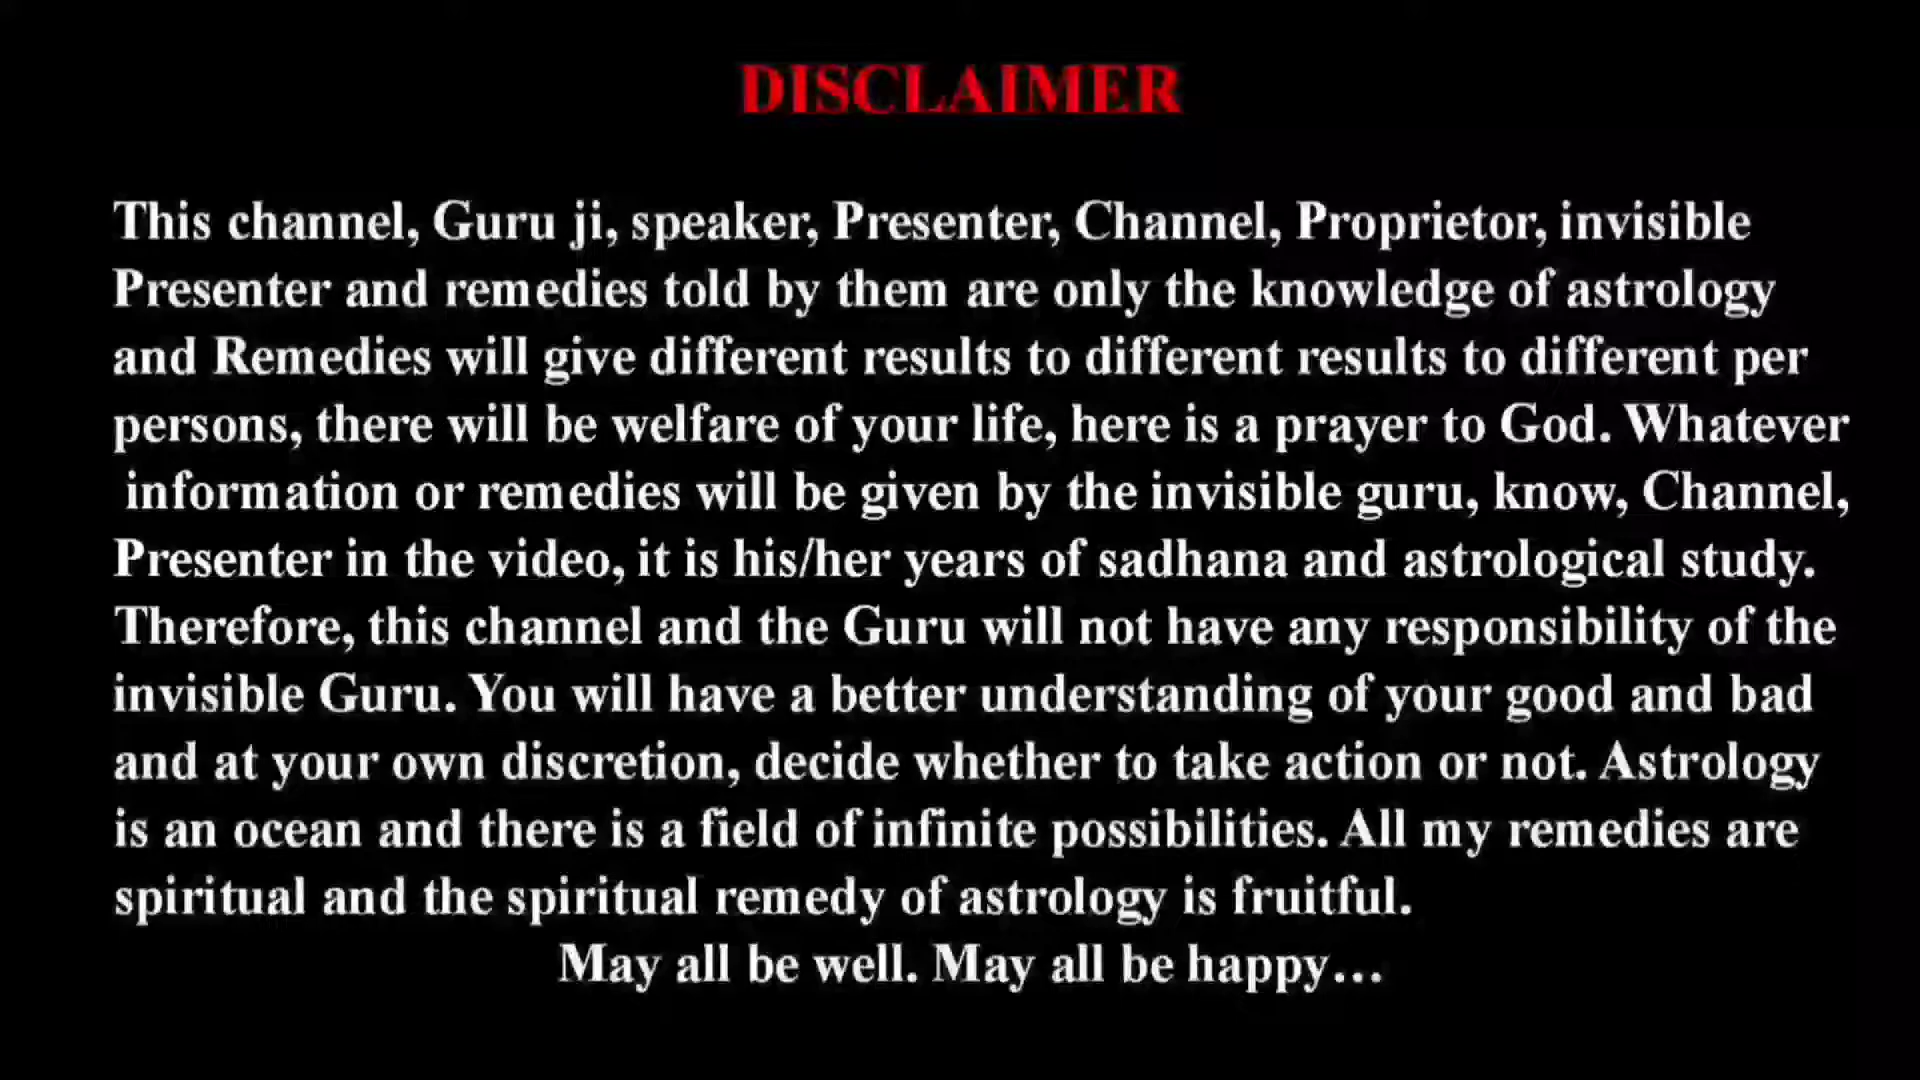 DISCLAIMER
This channel, Guru ji, speaker, Presenter, Channel, Proprietor, invisible
Presenter and remedies told by them are only the knowledge of astrology
and Remedies will give different results to different results to different per
persons, there will be welfare of your life, here is a prayer to God. Whatever
information or remedies will be given by the invisible guru, know, Channel,
Presenter in the video, it is his/her years of sadhana and astrological study.
Therefore, this channel and the Guru will not have any responsibility of the
invisible Guru. You will have a better understanding of your good and bad
and at your own discretion, decide whether to take action or not. Astrology
is an ocean and there is a field of infinite possibilities. All my remedies are
spiritual and the spiritual remedy of astrology is fruitful.
May all be well. May all be happy...